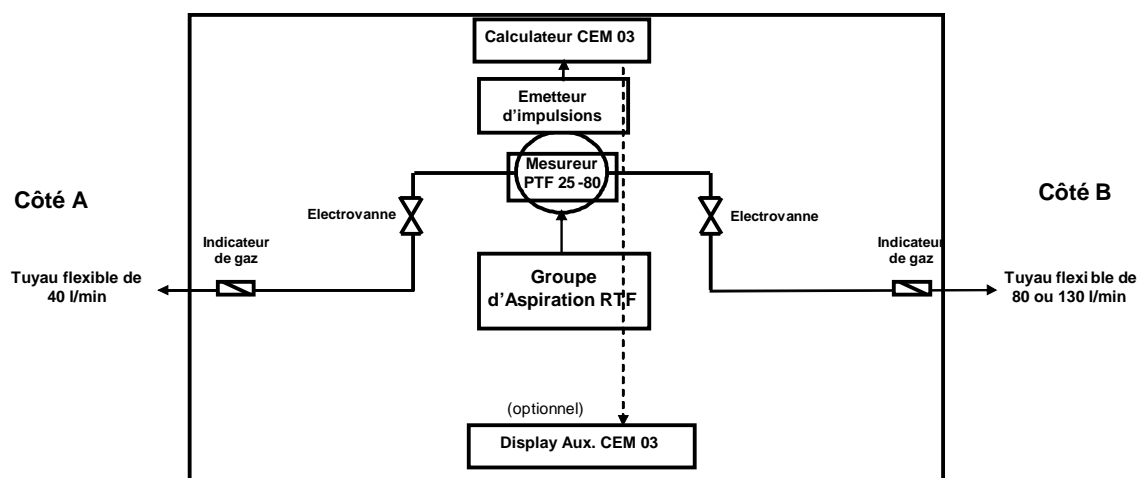 Calculateur CEM 03
Emetteur
d'impulsions
Mesureur
PTF 25-80
Côté A
Côté B
Electrovanne
Electrovanne
Indicateur
de gaz
Indicateur
de gaz
Tuyau flexible de
40 l/min
Groupe
d'Aspiration RTF
Tuyau flexible de
80 ou 130 l/min
(optionnel)
Display Aux. CEM 03